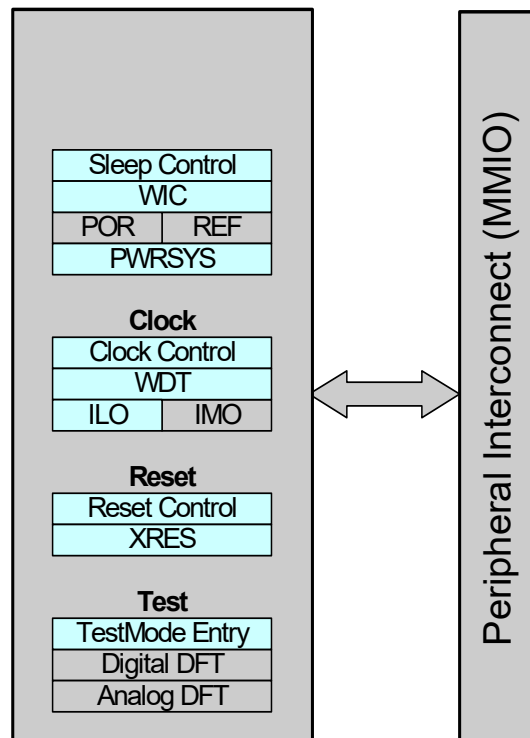 Sleep Control
WIC
POR REF
PWRSYS
Clock
Clock Control
WDT
ILO IMO
Reset
Reset Control
XRES
Test
TestMode Entry
Digital DFT
Analog DFT
Peripheral Interconnect (MMIO)